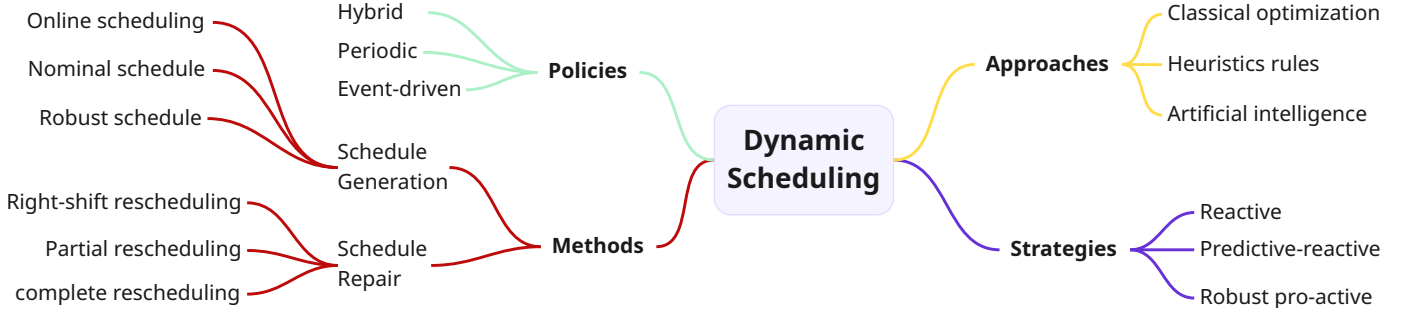 Online scheduling
Nominal schedule
Robust schedule
Right-shift rescheduling
Partial rescheduling
complete rescheduling
Hybrid
Periodic
Event-driven
Schedule
Generation
Schedule
Repair
Policies
Methods
Dynamic
Scheduling
Approaches
Strategies
Classical optimization
Heuristics rules
Artificial intelligence
Reactive
Predictive-reactive
Robust pro-active